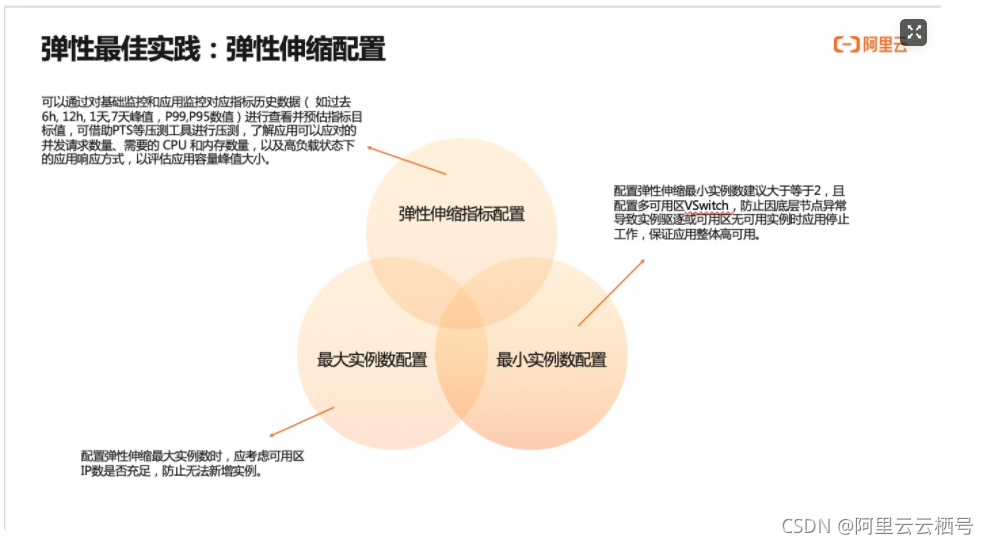 弹性最佳实践：弹性伸缩配置
阿里云
可以通过对基础监控和应用监控对应指标历史数据（ 如过去
6h, 12h, 1天,7天峰值，P99,P95数值）进行查看并预估指标目
标值，可借助PTS等压测工具进行压测，了解应用可以应对的
并发请求数量、需要的 CPU 和内存数量，以及高负载状态下
的应用响应方式，以评估应用容量峰值大小。
配置弹性伸缩最小实例数建议大于等于2，且
配置多可用区VSwitch，防止因底层节点异常
导致实例驱逐或可用区无可用实例时应用停止
工作，保证应用整体高可用。
弹性伸缩指标配置
最大实例数配置
最小实例数配置
配置弹性伸缩最大实例数时，应考虑可用区
IP数是否充足，防止无法新增实例。
CSDN @阿里云云栖号